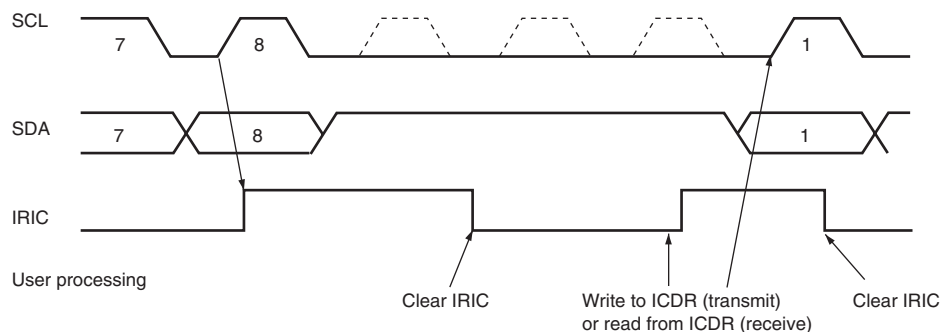 SCL
7 8 1
SDA
7 8 1
IRIC
User processing
Clear IRIC
Write to ICDR (transmit)
or read from ICDR (receive)
Clear IRIC